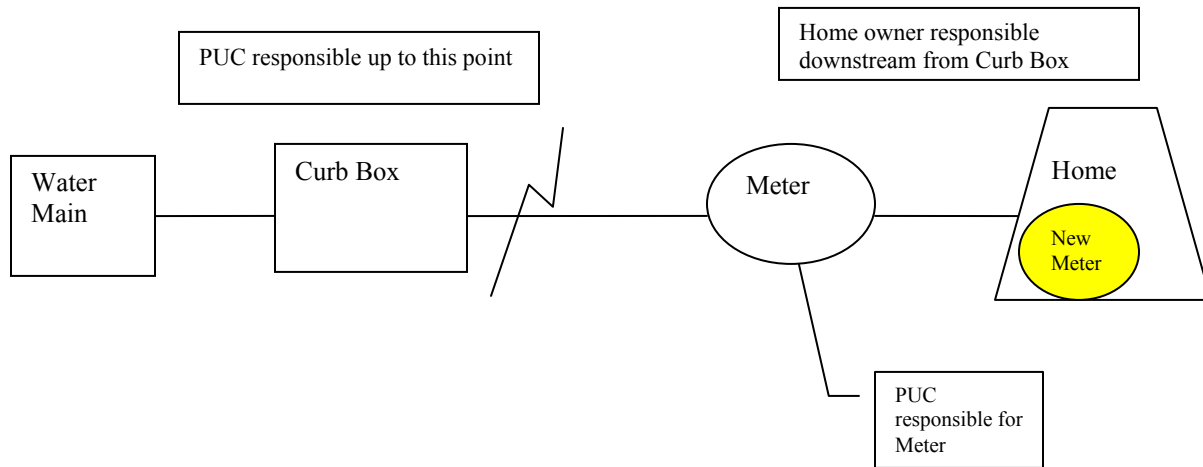 PUC responsible up to this point
Home owner responsible
downstream from Curb Box
Water
Main
Curb Box
Meter
Home
New
Meter
PUC
responsible for
Meter